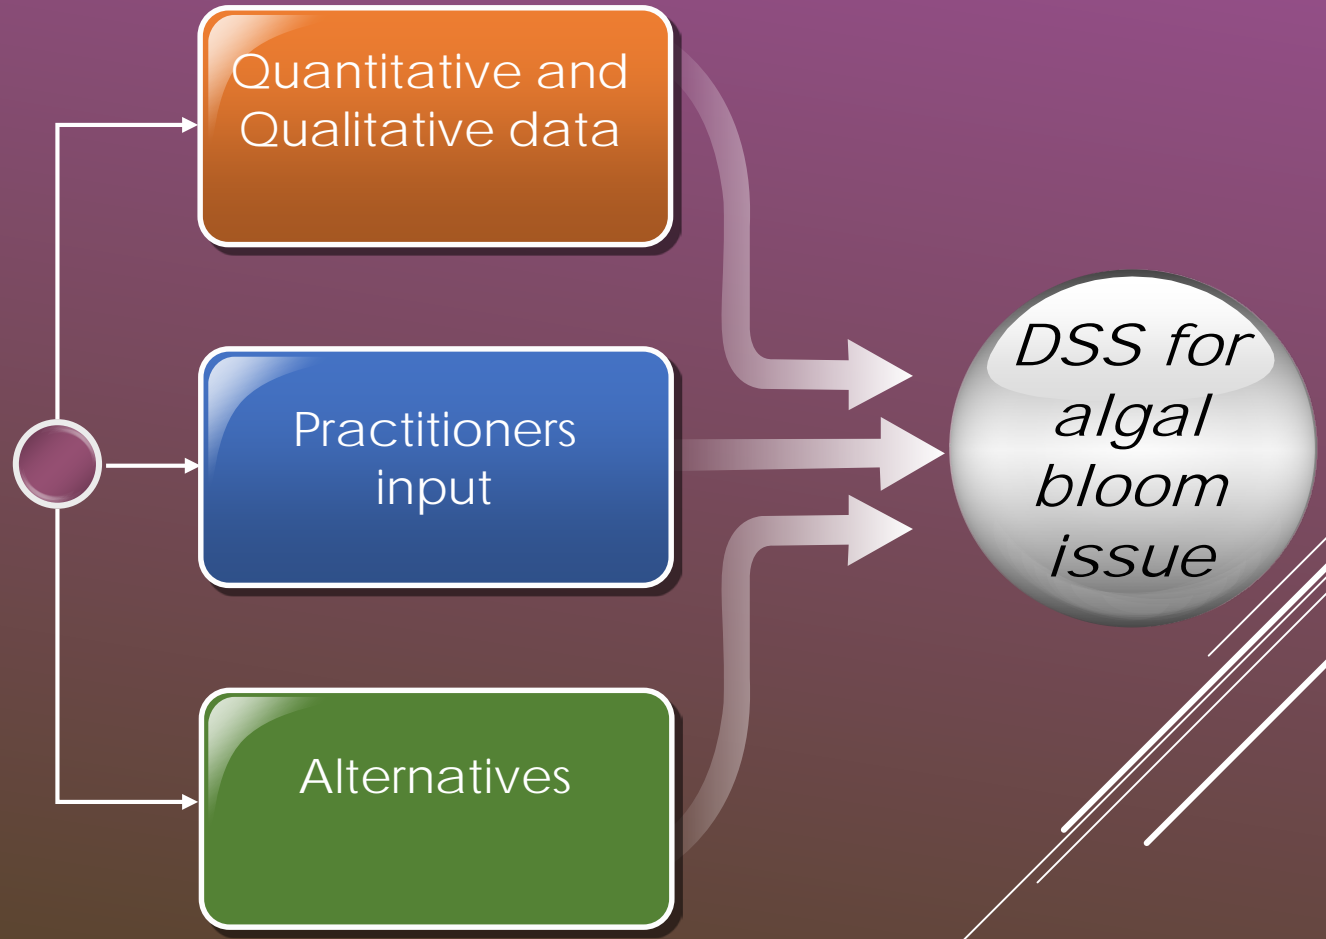 Quantitative and
Qualitative data
Practitioners
input
Alternatives
DSS for
algal
bloom
issue